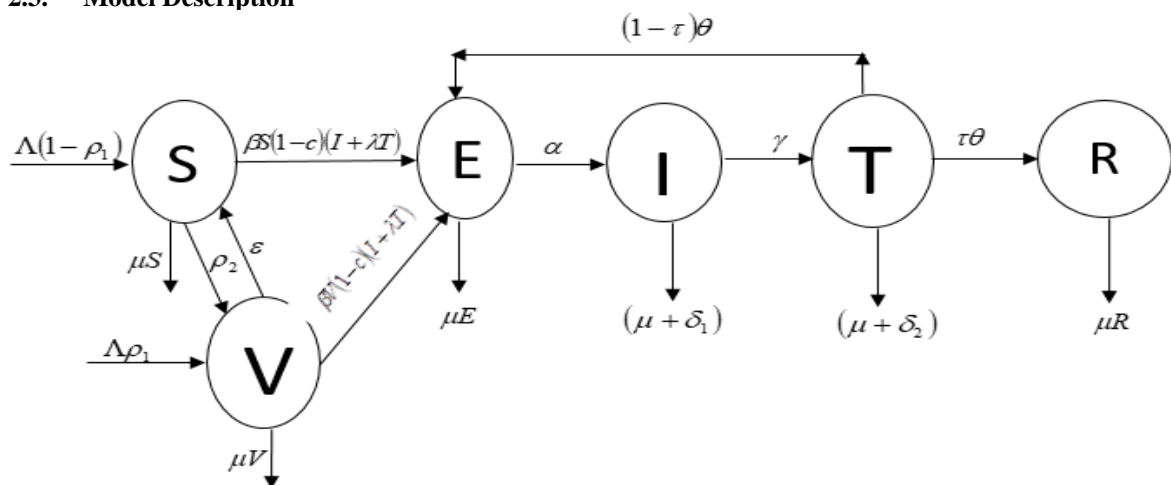 2.3. Model Description
(1 - τ)θ
Λ(1 - ρ₁)
S
βS(1-c)(I + λT)
E
α
I
γ
T
τθ
R
μS
ρ₂
ε
βV(1-c)(I + λT)
μE
(μ + δ₁)
(μ + δ₂)
μR
Λρ₁
V
μV